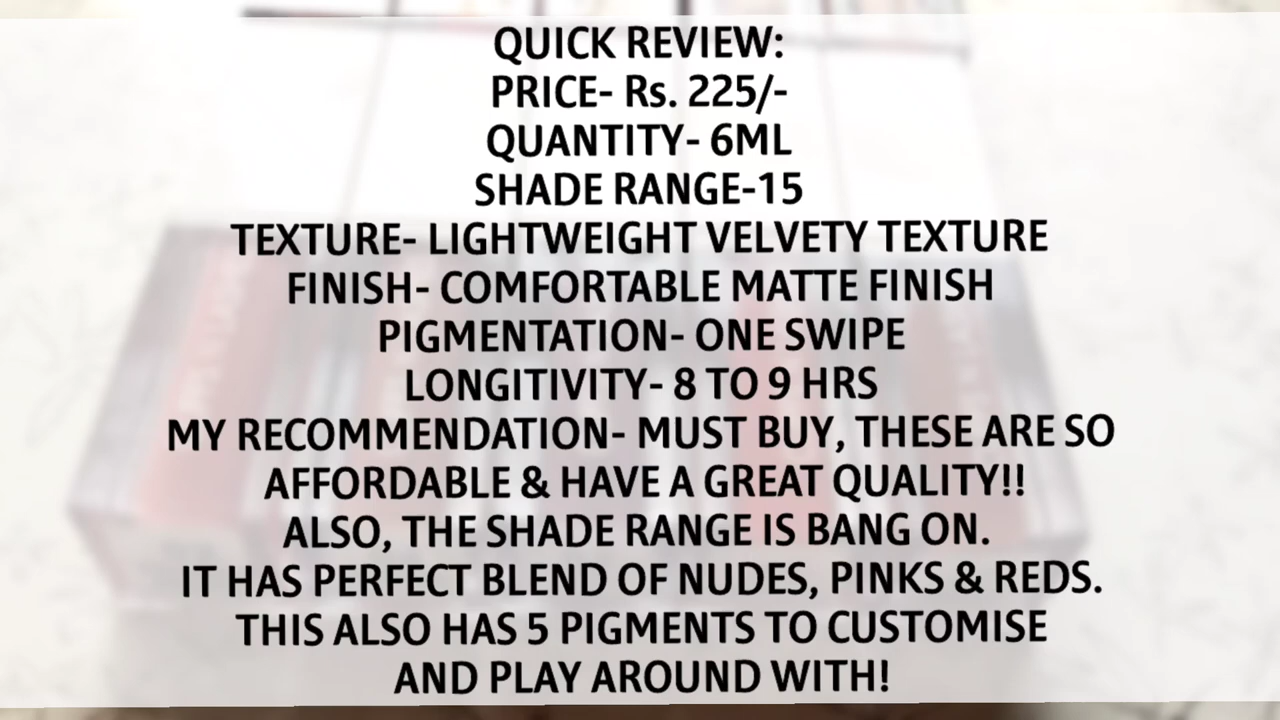 QUICK REVIEW:
PRICE- Rs. 225/-
QUANTITY- 6ML
SHADE RANGE-15
TEXTURE- LIGHTWEIGHT VELVETY TEXTURE
FINISH- COMFORTABLE MATTE FINISH
PIGMENTATION- ONE SWIPE
LONGITIVITY- 8 TO 9 HRS
MY RECOMMENDATION- MUST BUY, THESE ARE SO
AFFORDABLE & HAVE A GREAT QUALITY!!
ALSO, THE SHADE RANGE IS BANG ON.
IT HAS PERFECT BLEND OF NUDES, PINKS & REDS.
THIS ALSO HAS 5 PIGMENTS TO CUSTOMISE
AND PLAY AROUND WITH!